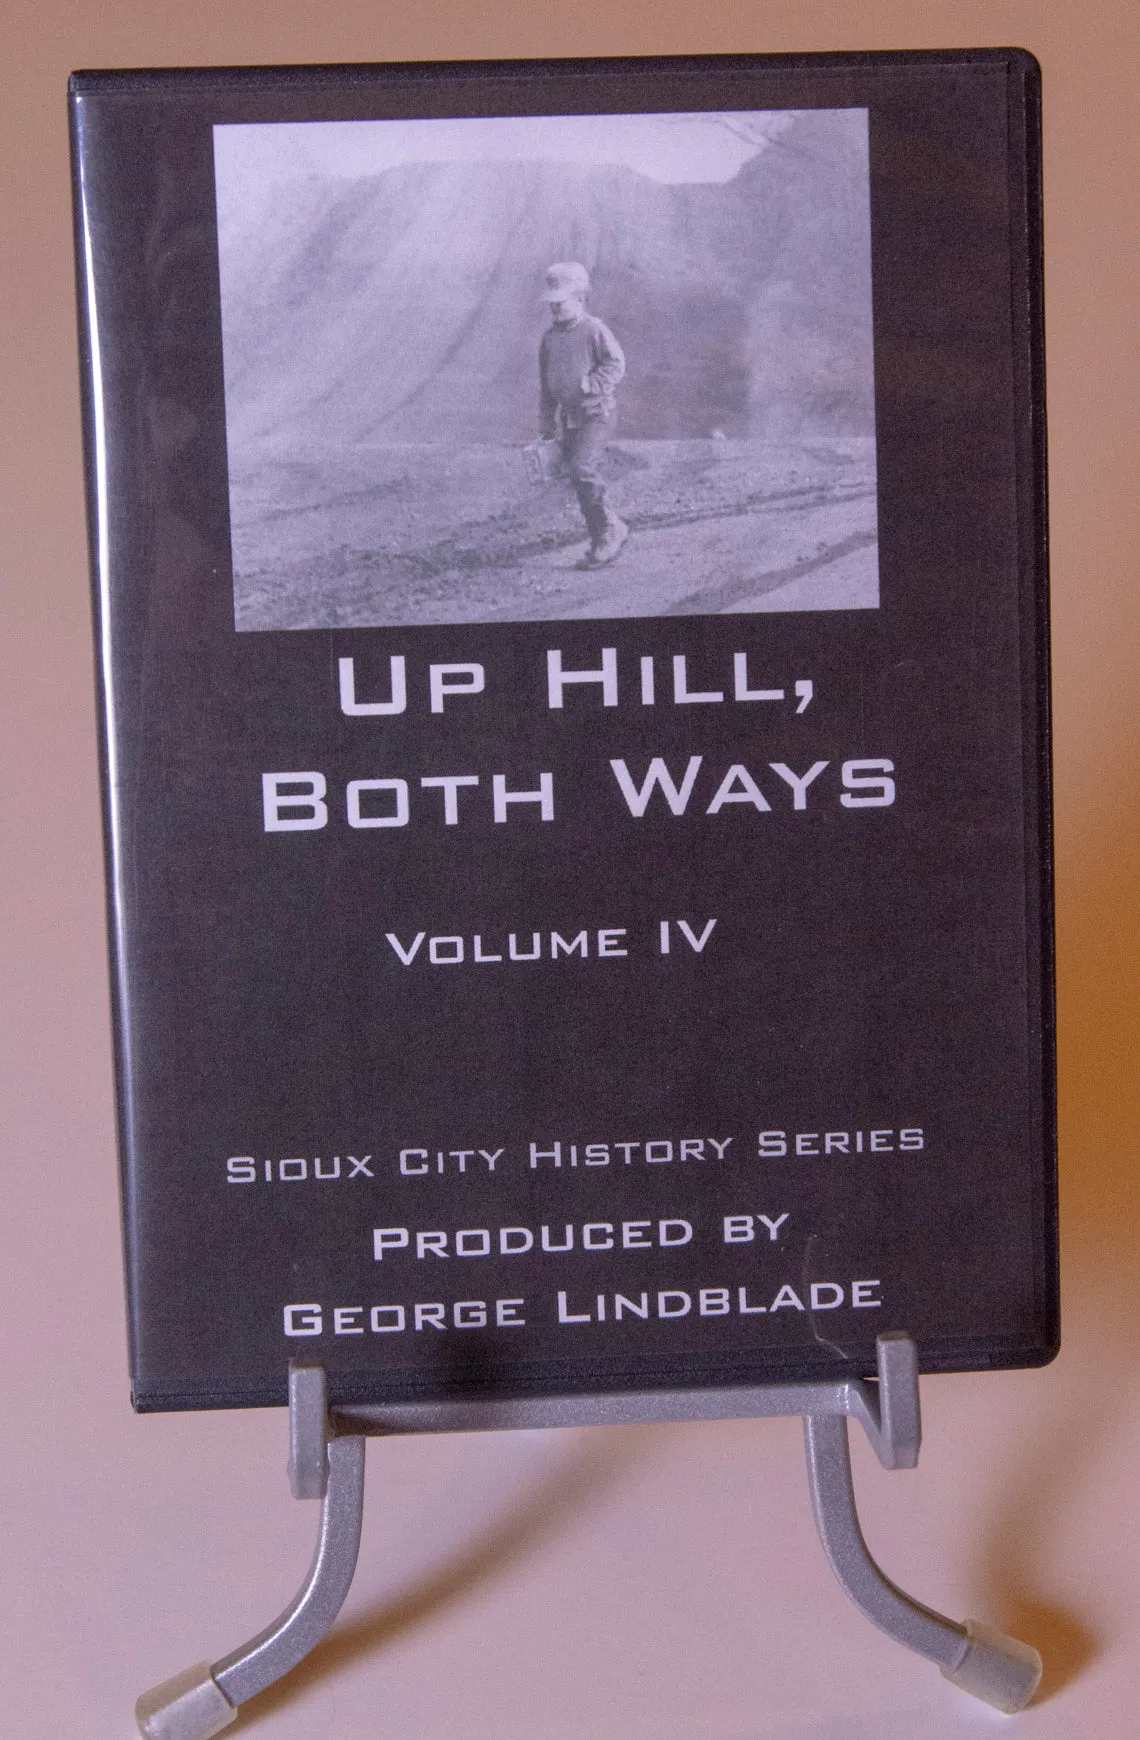 Up Hill,
Both Ways
Volume IV
Sioux City History Series
Produced by
George Lindblade